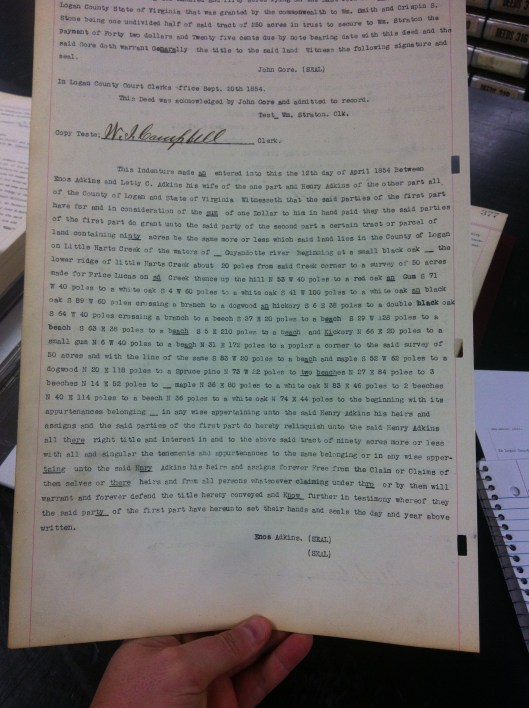 Logan County State of Virginia that was granted by the commonwealth to Wm. Smith and Crispin S.
Stone being one undivided Half of said tract of 250 acres in trust to secure to Wm. Straton the
payment of Forty two dollars and Twenty five cents due by note bearing date with this deed and the
said Gore doth warrant Generally the title to the said land Witness the following signature and
seal.
John Gore. (SEAL)
In Logan County Court Clerks office Sept. 20th 1854.
This Deed was acknowledged by John Gore and admitted to record.
Test_ Wm. Straton. Clk.
Copy Teste: W. I. Campbell Clerk.
This Indenture made an entered into this the 12th day of April 1854 Between
Enos Adkins and Letty C. Adkins his wife of the one part and Henry Adkins of the other part all
of the County of Logan and State of Virginia Witnesseth that the said parties of the first part
have for and in consideration of the sum of one Dollar to him in hand paid they the said parties
of the first part do grant unto the said party of the second part a certain tract or parcel of
land containing ninty acres be the same more or less which said land lies in the County of Logan
on Little Harts Creek of the waters of _ Guyandotte river Beginning at a small black oak _ the
lower ridge of little Harts Creek about 20 poles from said Creek corner to a survey of 50 acres
made for Price Lucas on sd Creek thence up the hill N 53 W 40 poles to a red oak an Gum S 71
W 40 poles to a white oak S 4 W 60 poles to a white oak S 41 W 100 poles to a white oak an black
oak S 89 W 60 poles crossing a branch to a dogwood an hickory S 6 E 26 poles to a double black oak
S 64 W 40 poles crossing a branch to a beech S 37 E 20 poles to a beach S 29 W 128 poles to a
beach S 63 E 26 poles to a beach S 5 E 210 poles to a beach and Hickory N 66 E 20 poles to a
small gum N 6 W 40 poles to a beach N 31 E 172 poles to a poplar a corner to the said survey of
50 acres and with the line of the same S 83 W 20 poles to a beach and maple S 52 W 62 poles to a
dogwood N 20 E 118 poles to a Spruce pine N 73 W 52 poles to two beeches N 27 E 84 poles to 3
beeches N 14 E 52 poles to _ maple N 36 E 80 poles to a white oak N 83 E 46 poles to 2 beeches
N 40 E 114 poles to a beech N 36 poles to a white oak N 74 E 44 poles to the beginning with its
appurtenances belonging _ in any wise appertaining unto the said Henry Adkins his heirs and
assigns and the said parties of the first part do hereby relinquish unto the said Henry Adkins
all there right title and interest in and to the above said tract of ninety acres more or less
with all and singular the tenements and appurtenances to the same belonging or in any wise apper-
taing unto the said Hnry Adkins his heirs and assigns forever Free from the Claim or Claims of
them selves or there heirs and from all persons whatsoever claiming under thro or by them will
warrant and forever defend the title hereby conveyed and Know further in testimony whereof they
the said party of the first part have hereunto set their hands and seals the day and year above
written.
Enos Adkins. (SEAL)
(SEAL)